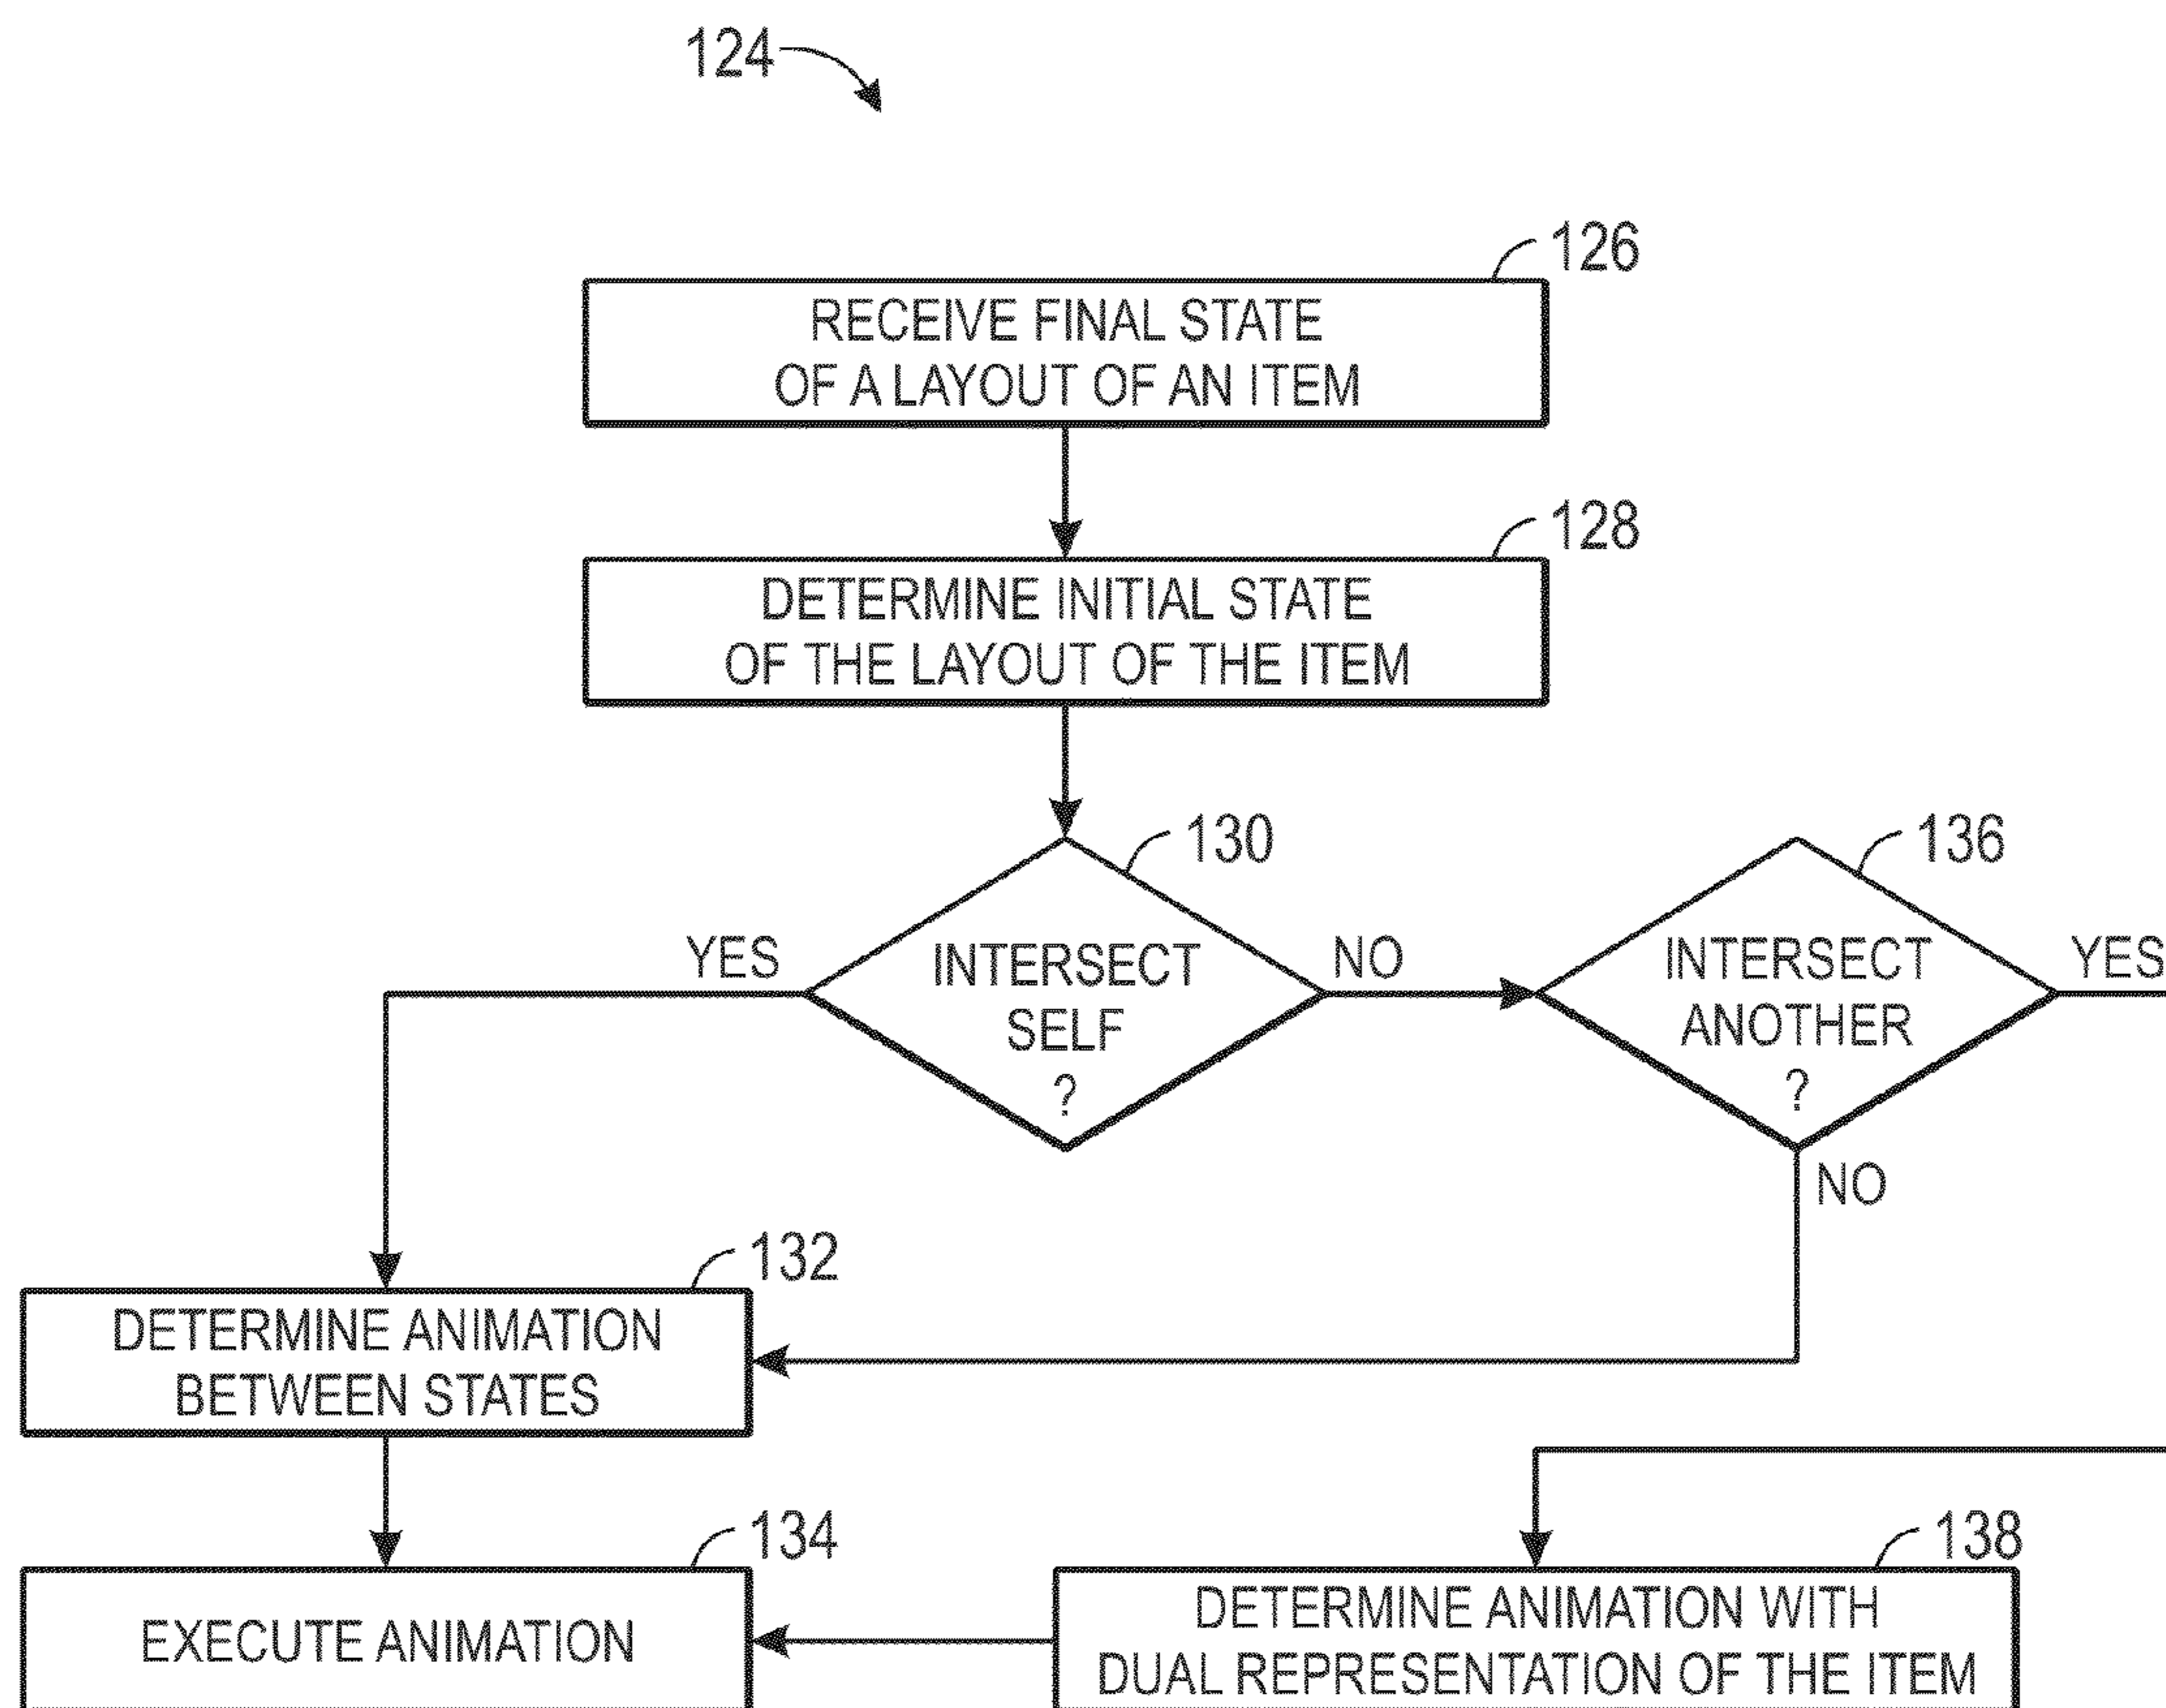 124
126
RECEIVE FINAL STATE
OF A LAYOUT OF AN ITEM
128
DETERMINE INITIAL STATE
OF THE LAYOUT OF THE ITEM
130
136
YES
INTERSECT
SELF
?
NO
INTERSECT
ANOTHER
?
YES
NO
132
DETERMINE ANIMATION
BETWEEN STATES
134
EXECUTE ANIMATION
138
DETERMINE ANIMATION WITH
DUAL REPRESENTATION OF THE ITEM